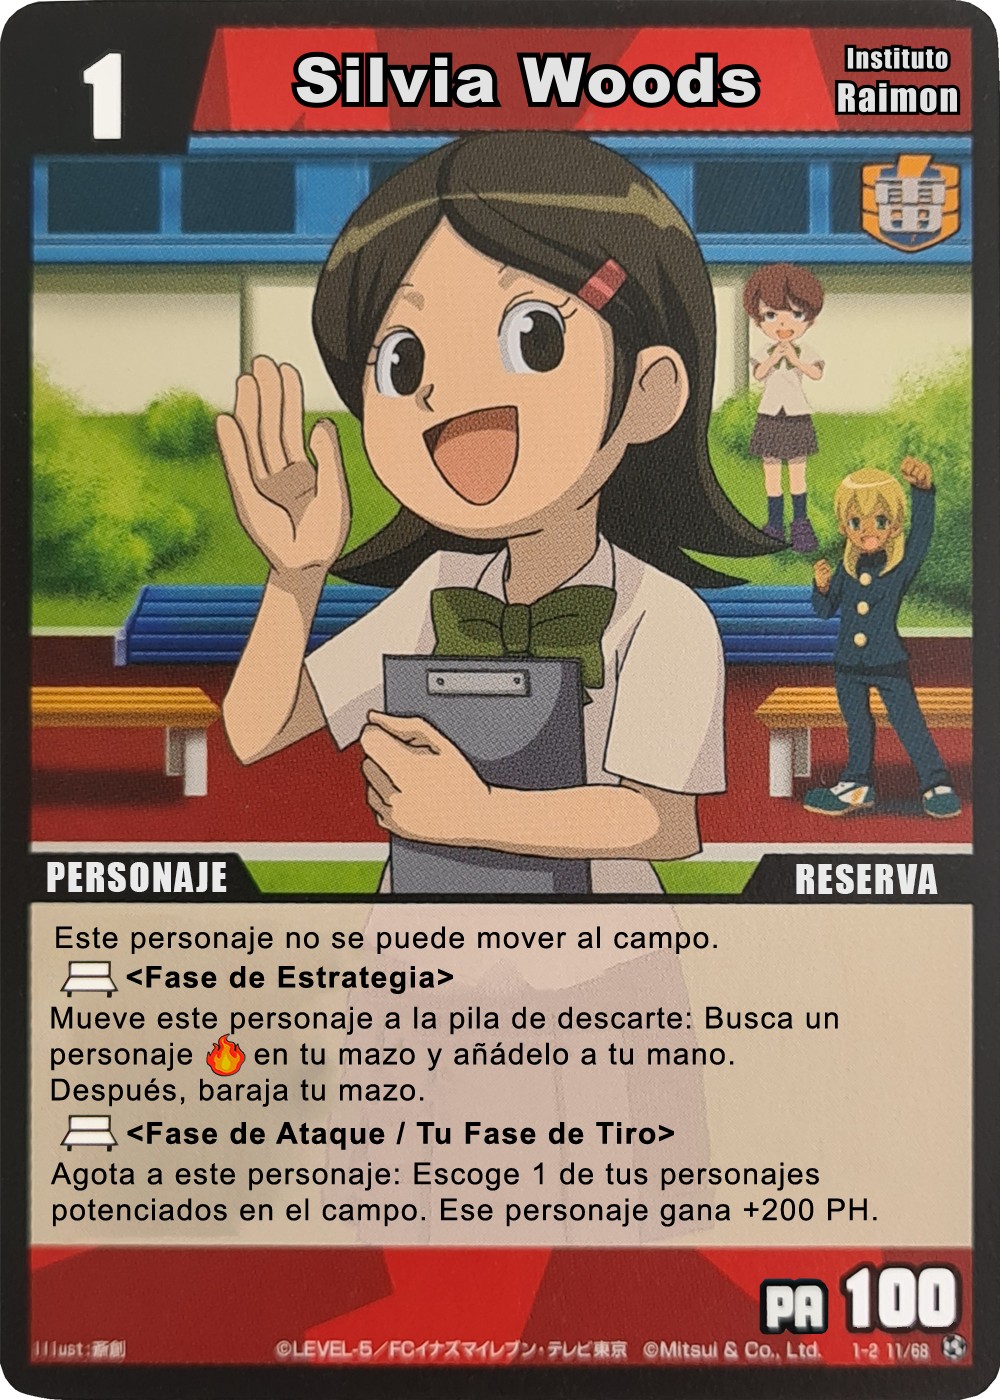 1
Silvia Woods
Instituto
Raimon
雷門
PERSONAJE
RESERVA
Este personaje no se puede mover al campo.
<Fase de Estrategia>
Mueve este personaje a la pila de descarte: Busca un
personaje en tu mazo y añádelo a tu mano.
Después, baraja tu mazo.
<Fase de Ataque / Tu Fase de Tiro>
Agota a este personaje: Escoge 1 de tus personajes
potenciados en el campo. Ese personaje gana +200 PH.
PA 100
Illust:斎創
©LEVEL-5/FCイナズマイレブン・テレビ東京 ©Mitsui & Co., Ltd. 1-2 11/68